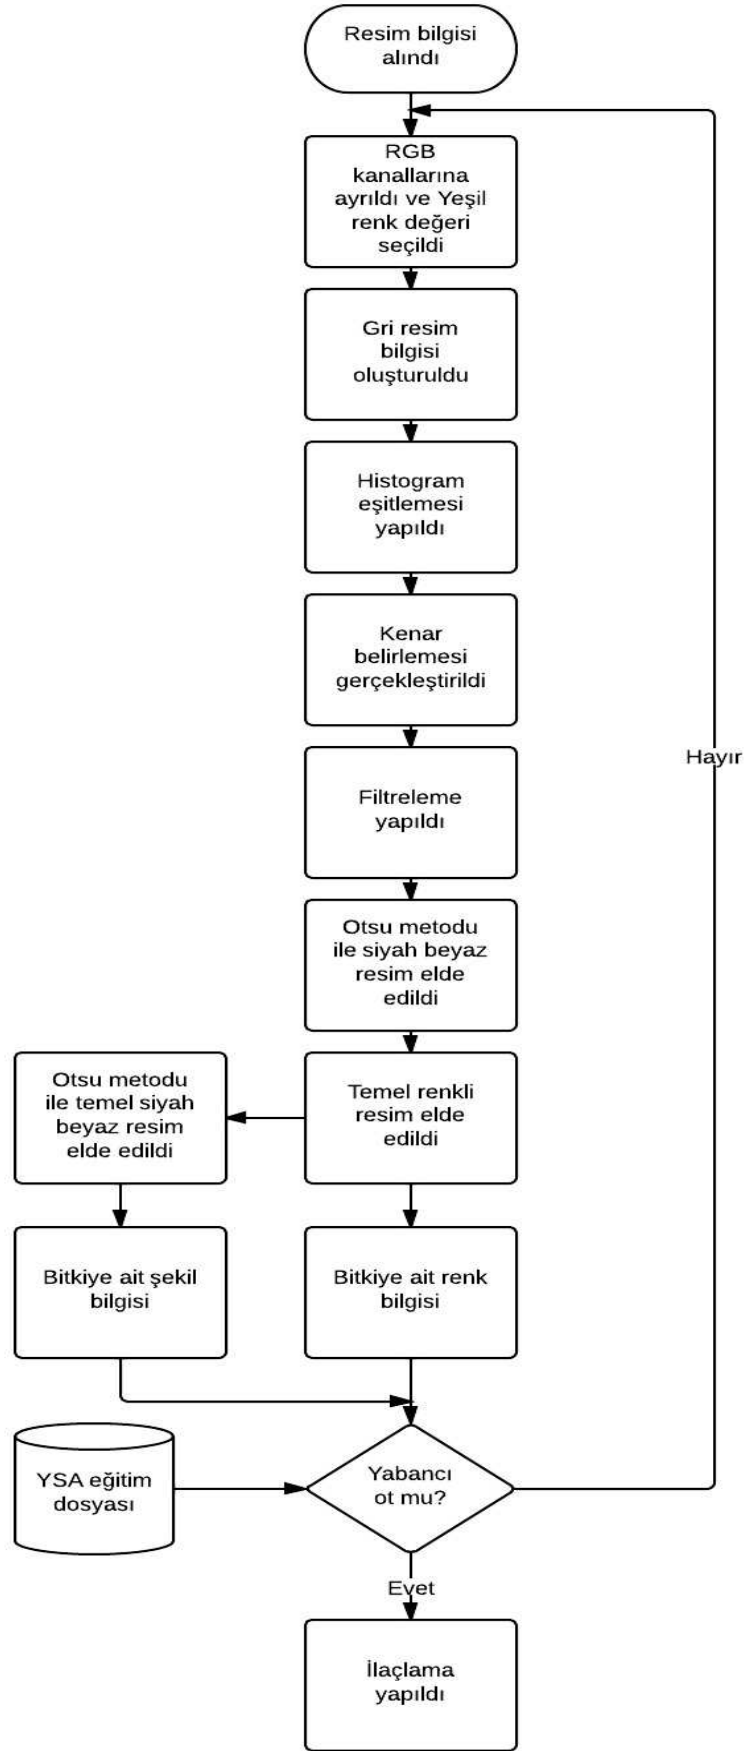 Resim bilgisi
alındı
RGB
kanallarına
ayrıldı ve Yeşil
renk değeri
seçildi
Gri resim
bilgisi
oluşturuldu
Histogram
eşitlemesi
yapıldı
Kenar
belirlemesi
gerçekleştirildi
Hayır
Filtreleme
yapıldı
Otsu metodu
ile siyah beyaz
resim elde
edildi
Otsu metodu
ile temel siyah
beyaz resim
elde edildi
Temel renkli
resim elde
edildi
Bitkiye ait şekil
bilgisi
Bitkiye ait renk
bilgisi
YSA eğitim
dosyası
Yabancı
ot mu?
Evet
İlaçlama
yapıldı